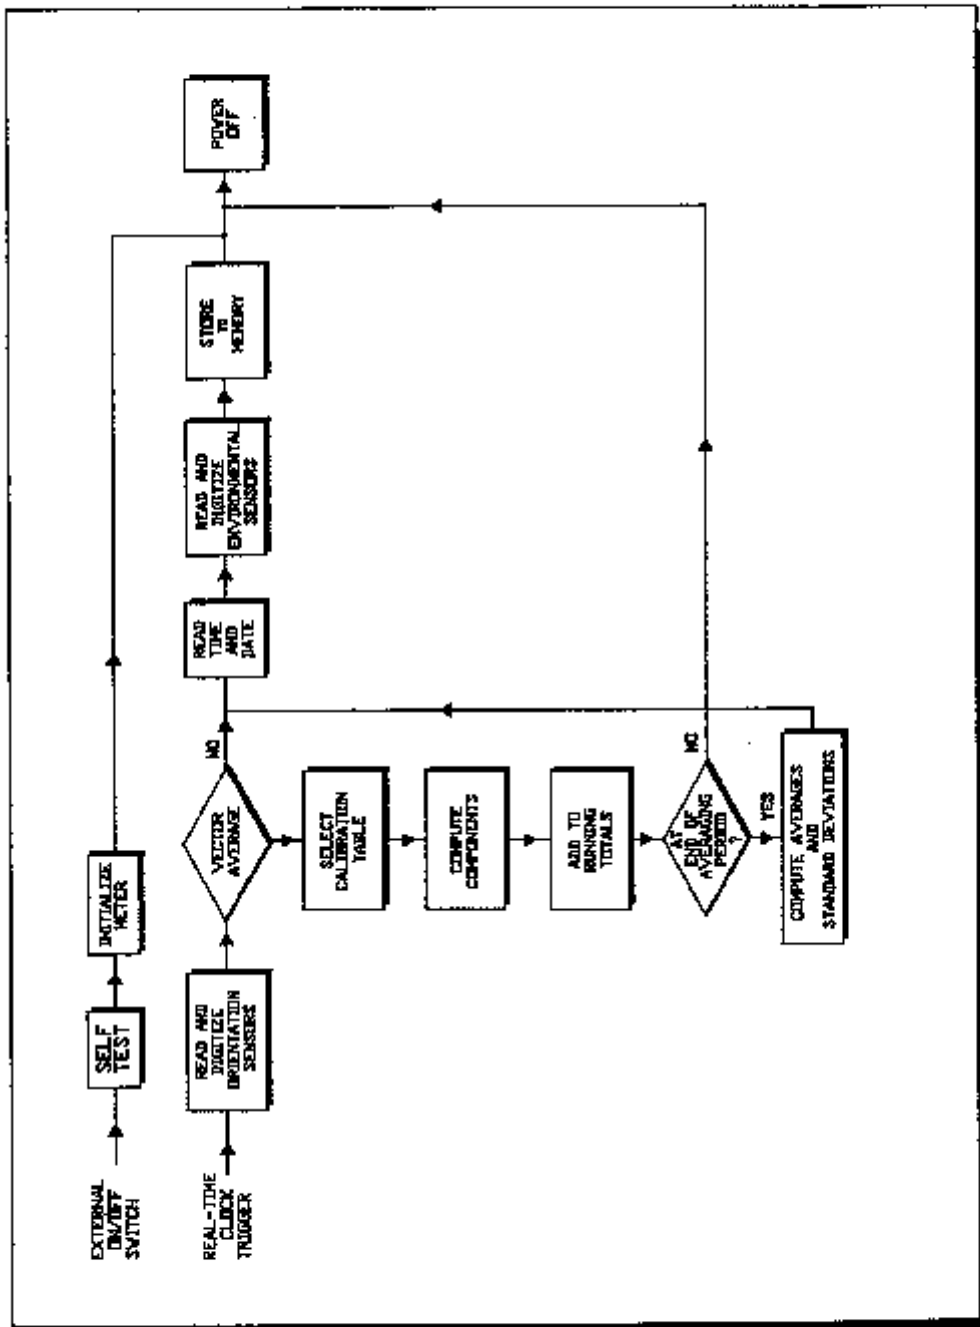 EXTERNAL
ON/OFF
SWITCH
SELF
TEST
INITIALIZE
METER
REAL-TIME
CLOCK
TRIGGER
READ AND
DIGITIZE
ORIENTATION
SENSORS
VECTOR
AVERAGE
NO
READ
TIME
AND
DATE
READ AND
DIGITIZE
ENVIRONMENTAL
SENSORS
STORE
TO
MEMORY
POWER
OFF
SELECT
CALIBRATION
TABLE
COMPUTE
COMPONENTS
ADD TO
RUNNING
TOTALS
AT
END OF
AVERAGING
PERIOD
?
NO
YES
COMPUTE AVERAGES
AND
STANDARD DEVIATIONS